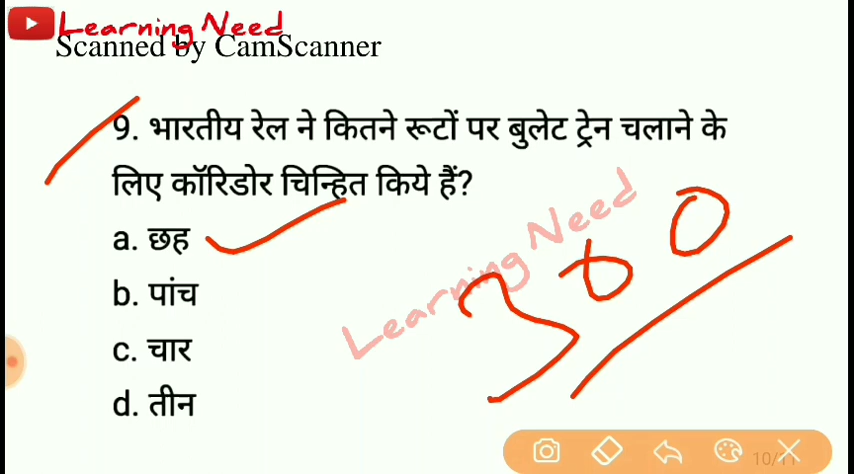 Learning Need
Scanned by CamScanner
9. भारतीय रेल ने कितने रूटों पर बुलेट ट्रेन चलाने के
लिए कॉरिडोर चिन्हित किये हैं?
a. छह
b. पांच
c. चार
d. तीन
Learning Need
300
10/11